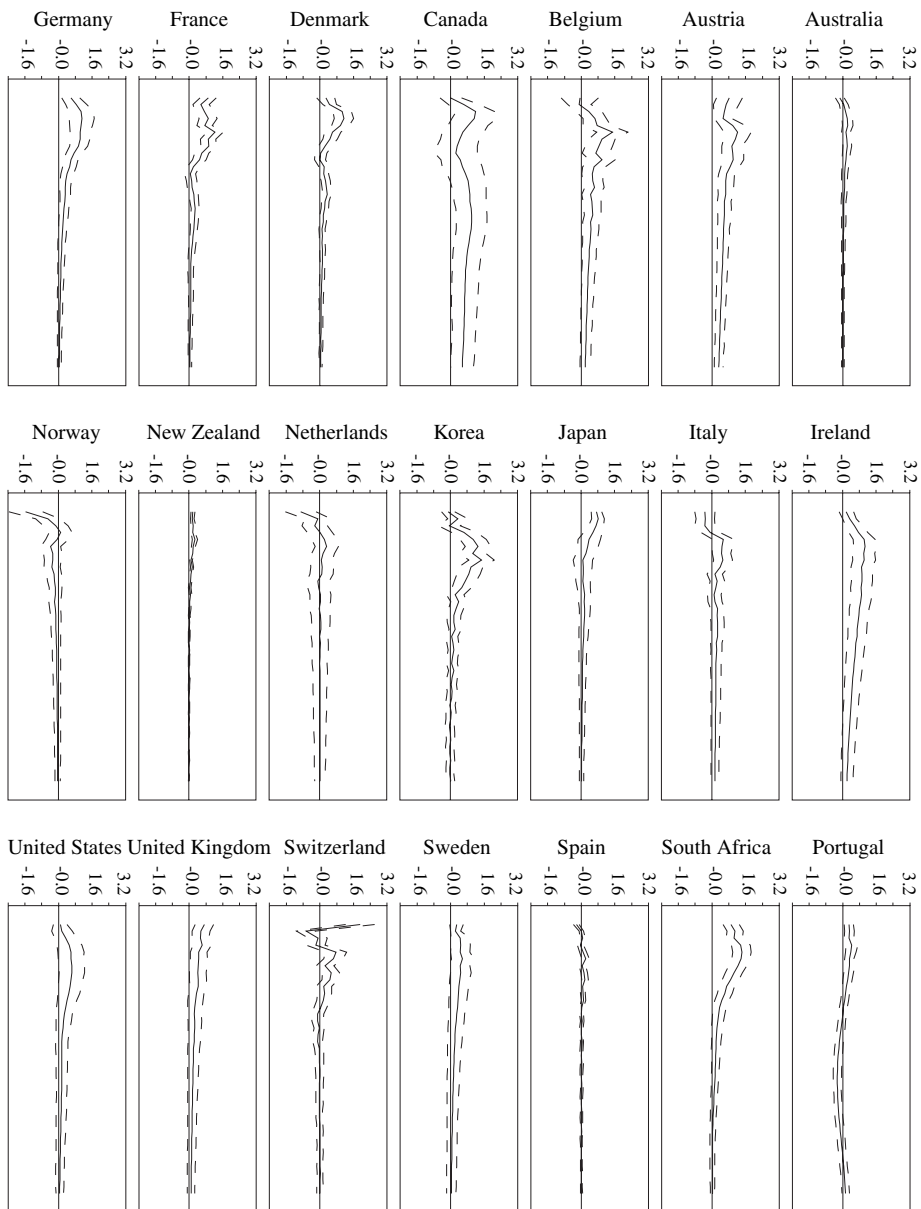 Germany France Denmark Canada Belgium Austria Australia
-1.6 -0.0 1.6 3.2 -1.6 -0.0 1.6 3.2 -1.6 -0.0 1.6 3.2 -1.6 -0.0 1.6 3.2 -1.6 -0.0 1.6 3.2 -1.6 -0.0 1.6 3.2 -1.6 -0.0 1.6 3.2
Norway New Zealand Netherlands Korea Japan Italy Ireland
-1.6 -0.0 1.6 3.2 -1.6 -0.0 1.6 3.2 -1.6 -0.0 1.6 3.2 -1.6 -0.0 1.6 3.2 -1.6 -0.0 1.6 3.2 -1.6 -0.0 1.6 3.2 -1.6 -0.0 1.6 3.2
United States United Kingdom Switzerland Sweden Spain South Africa Portugal
-1.6 -0.0 1.6 3.2 -1.6 -0.0 1.6 3.2 -1.6 -0.0 1.6 3.2 -1.6 -0.0 1.6 3.2 -1.6 -0.0 1.6 3.2 -1.6 -0.0 1.6 3.2 -1.6 -0.0 1.6 3.2